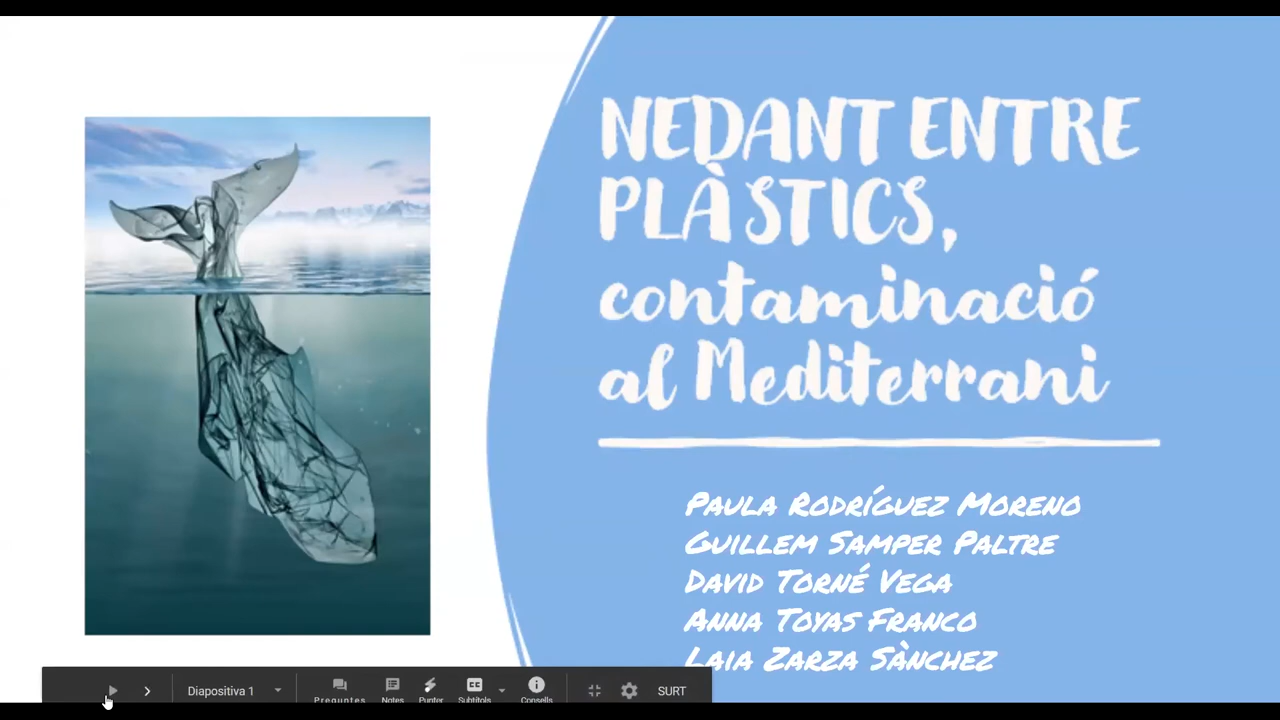 NEDANT ENTRE
PLÀSTICS,
contaminació
al Mediterrani
PAULA RODRÍGUEZ MORENO
GUILLEM SAMPER PALTRE
DAVID TORNÉ VEGA
ANNA TOYAS FRANCO
LAIA ZARZA SÀNCHEZ
Diapositiva 1
Preguntes
Notes
Punter
CC
Subtítols
Consells
SURT